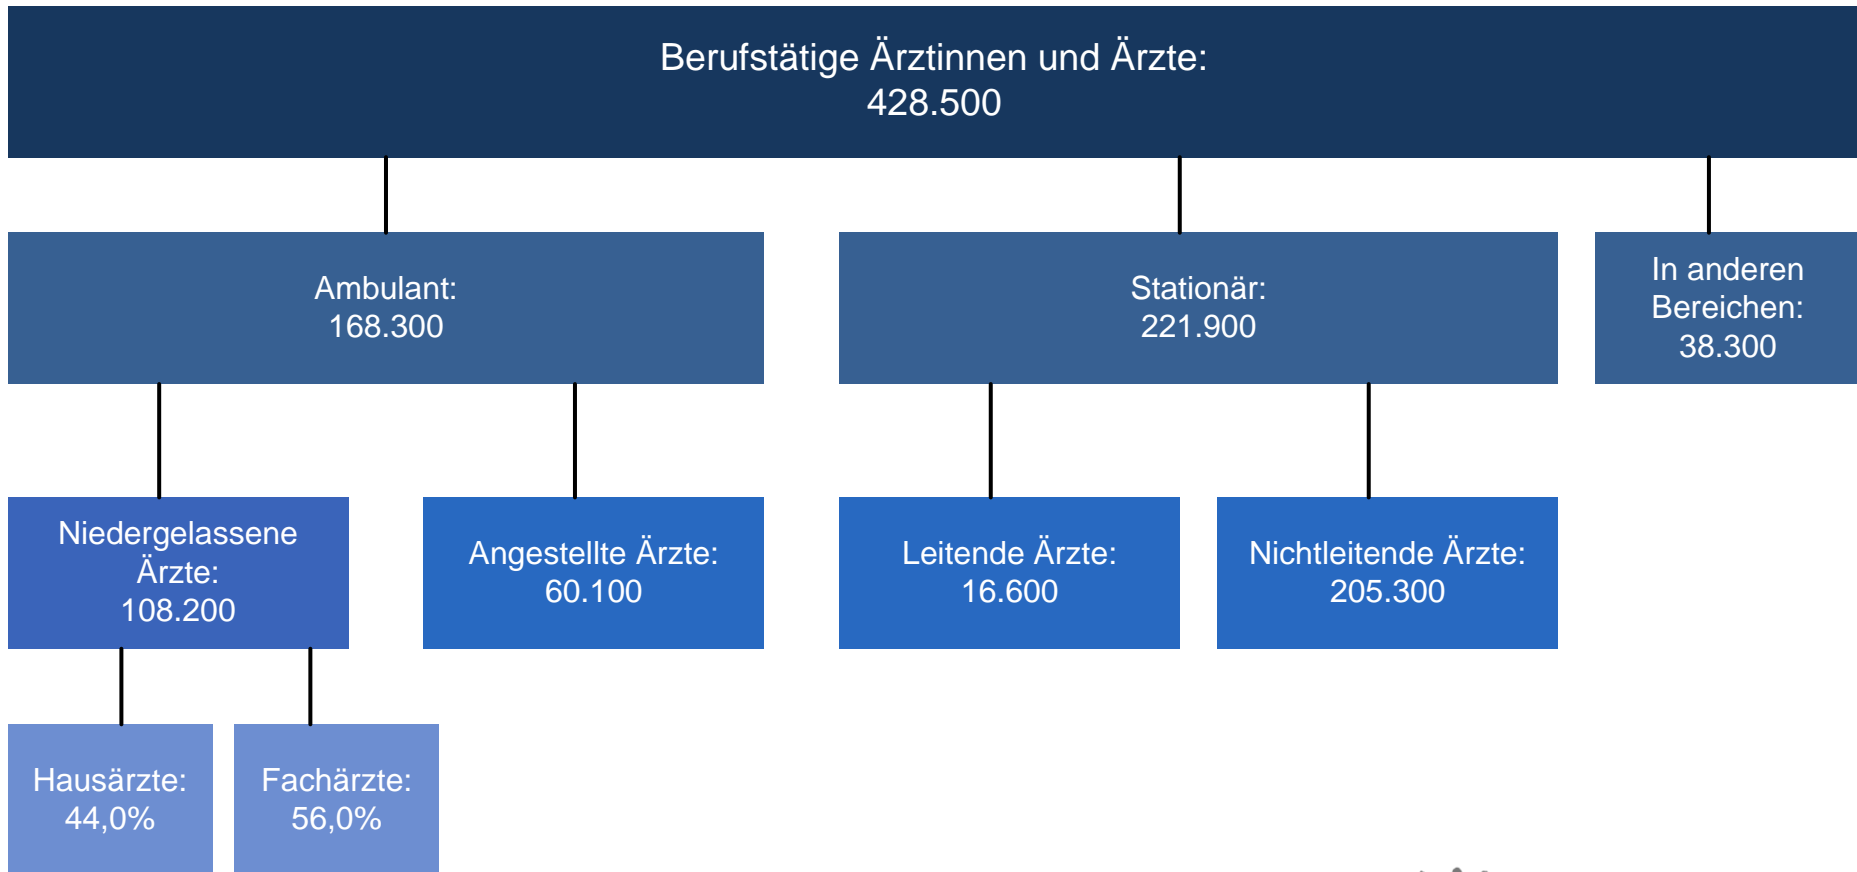 Berufstätige Ärztinnen und Ärzte:
428.500
Ambulant:
168.300
Stationär:
221.900
In anderen
Bereichen:
38.300
Niedergelassene
Ärzte:
108.200
Angestellte Ärzte:
60.100
Leitende Ärzte:
16.600
Nichtleitende Ärzte:
205.300
Hausärzte:
44,0%
Fachärzte:
56,0%